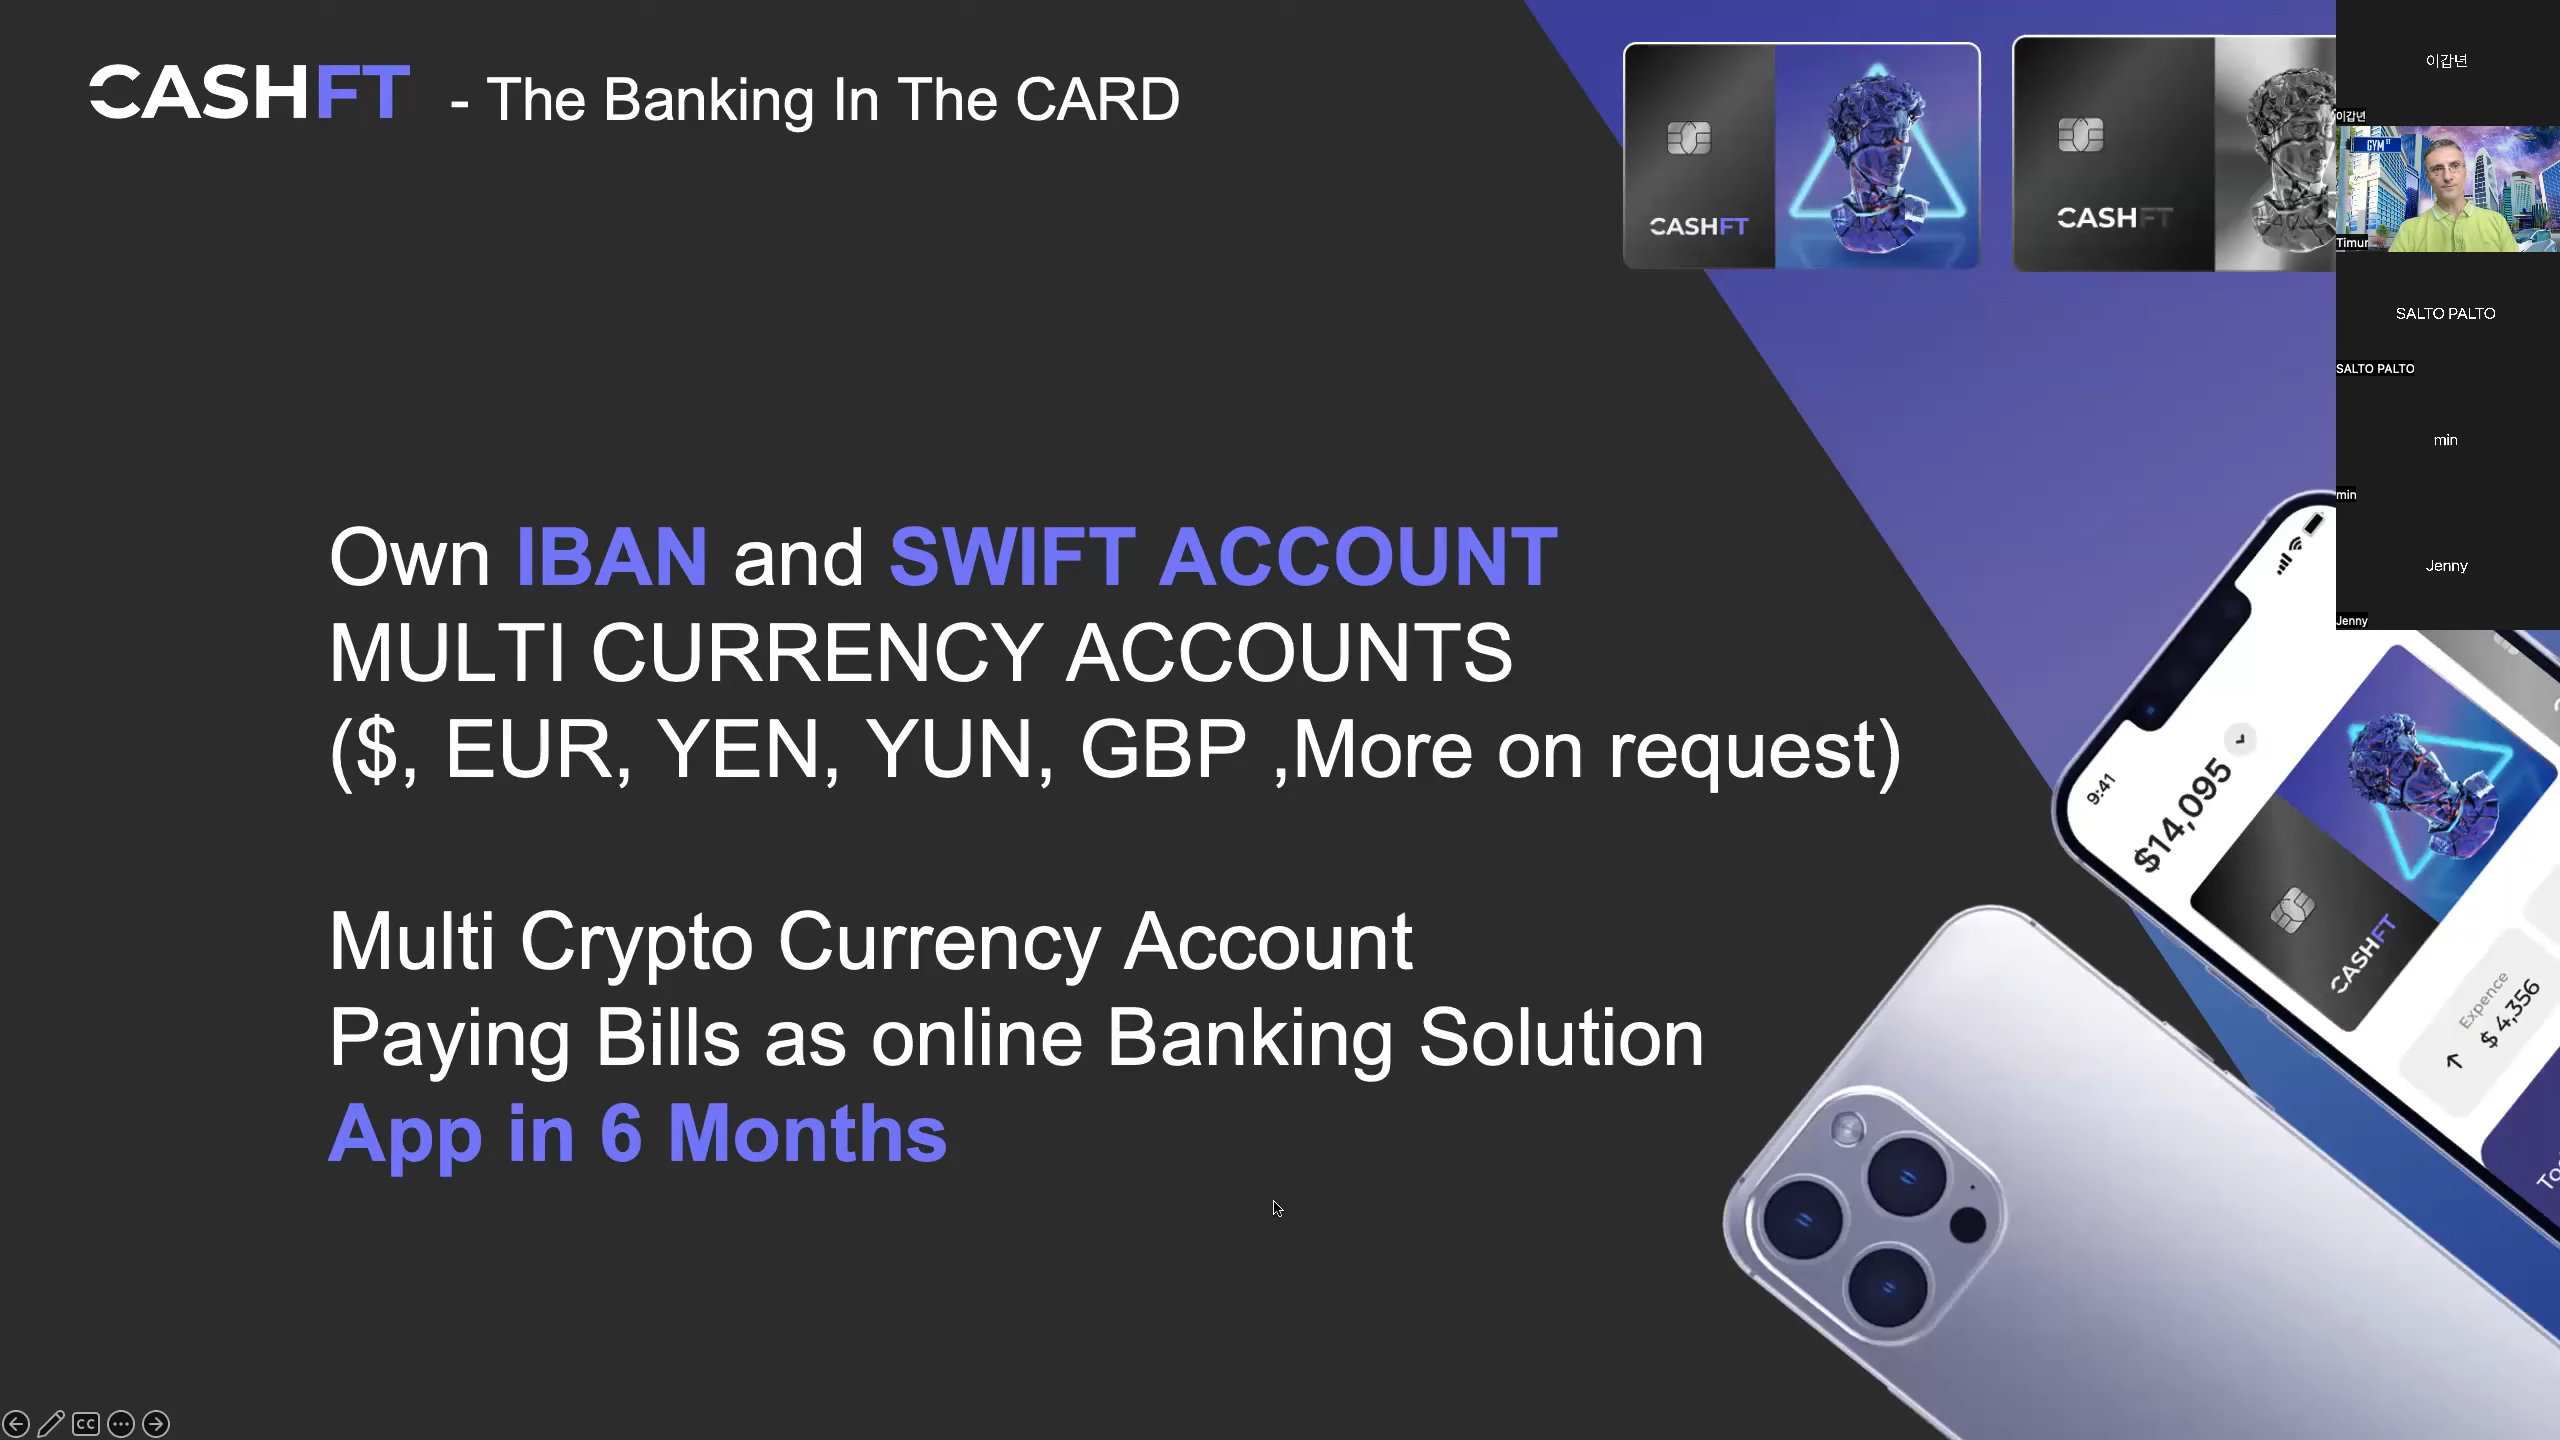 CASHFT - The Banking In The CARD
CASHFT
CASHFT
Own IBAN and SWIFT ACCOUNT
MULTI CURRENCY ACCOUNTS
($, EUR, YEN, YUN, GBP ,More on request)
Multi Crypto Currency Account
Paying Bills as online Banking Solution
App in 6 Months
9:41
$14,095
CASHFT
Expence
$ 4,356
이갑년
이갑년
GYM
Timur
SALTO PALTO
SALTO PALTO
min
min
Jenny
Jenny
CC